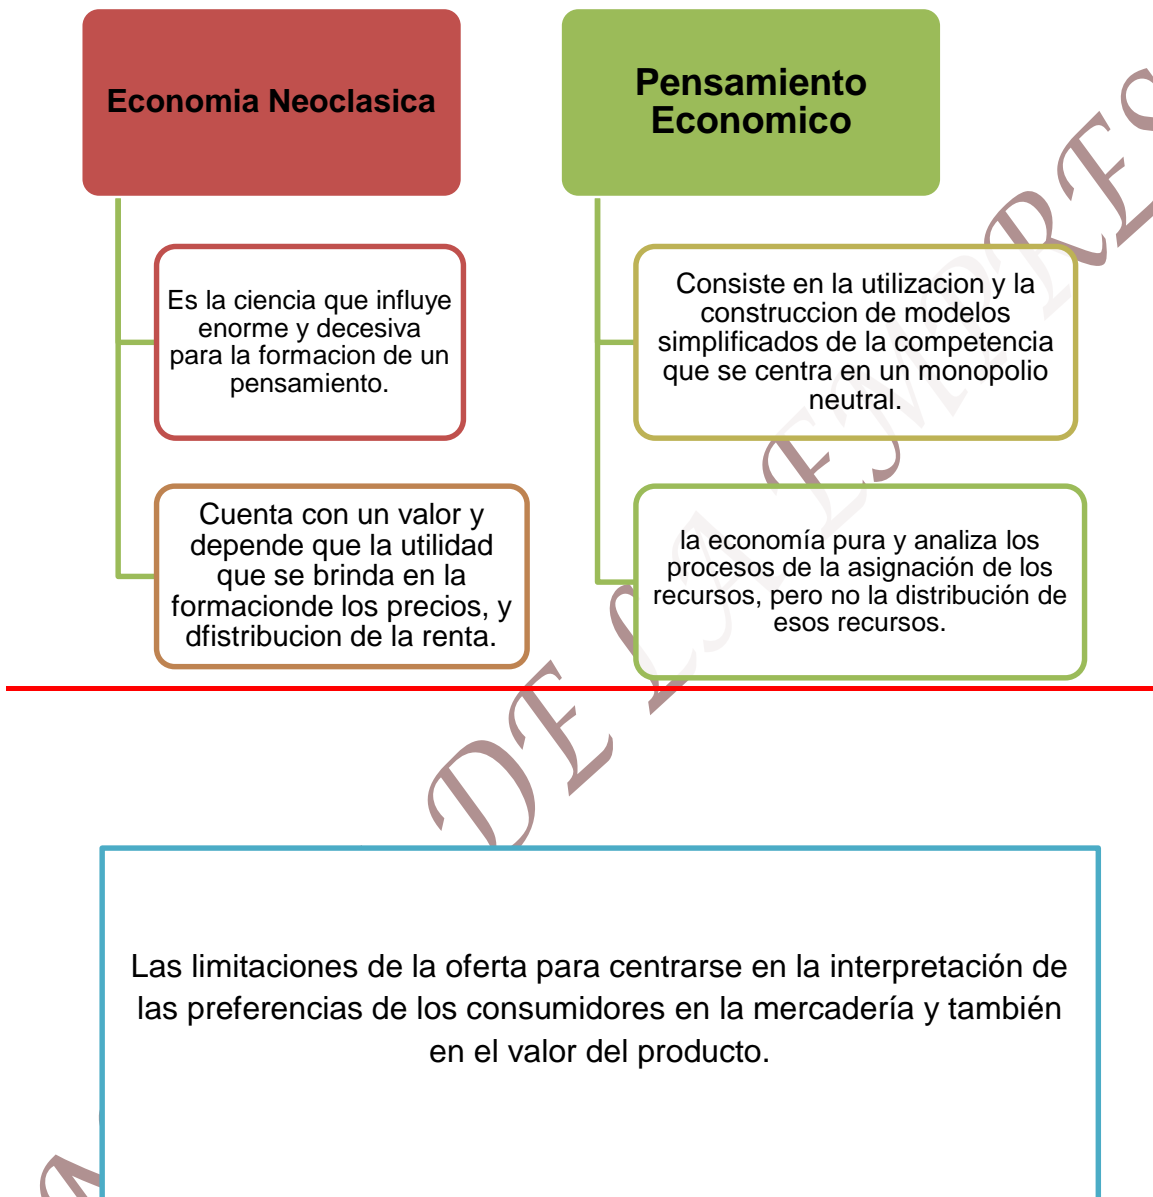 Economia Neoclasica
Es la ciencia que influye
enorme y decesiva
para la formacion de un
pensamiento.
Cuenta con un valor y
depende que la utilidad
que se brinda en la
formacionde los precios, y
dfistribucion de la renta.
Pensamiento
Economico
Consiste en la utilizacion y la
construccion de modelos
simplificados de la competencia
que se centra en un monopolio
neutral.
la economía pura y analiza los
procesos de la asignación de los
recursos, pero no la distribución de
esos recursos.
Las limitaciones de la oferta para centrarse en la interpretación de
las preferencias de los consumidores en la mercadería y también
en el valor del producto.
DE LA EMPRES